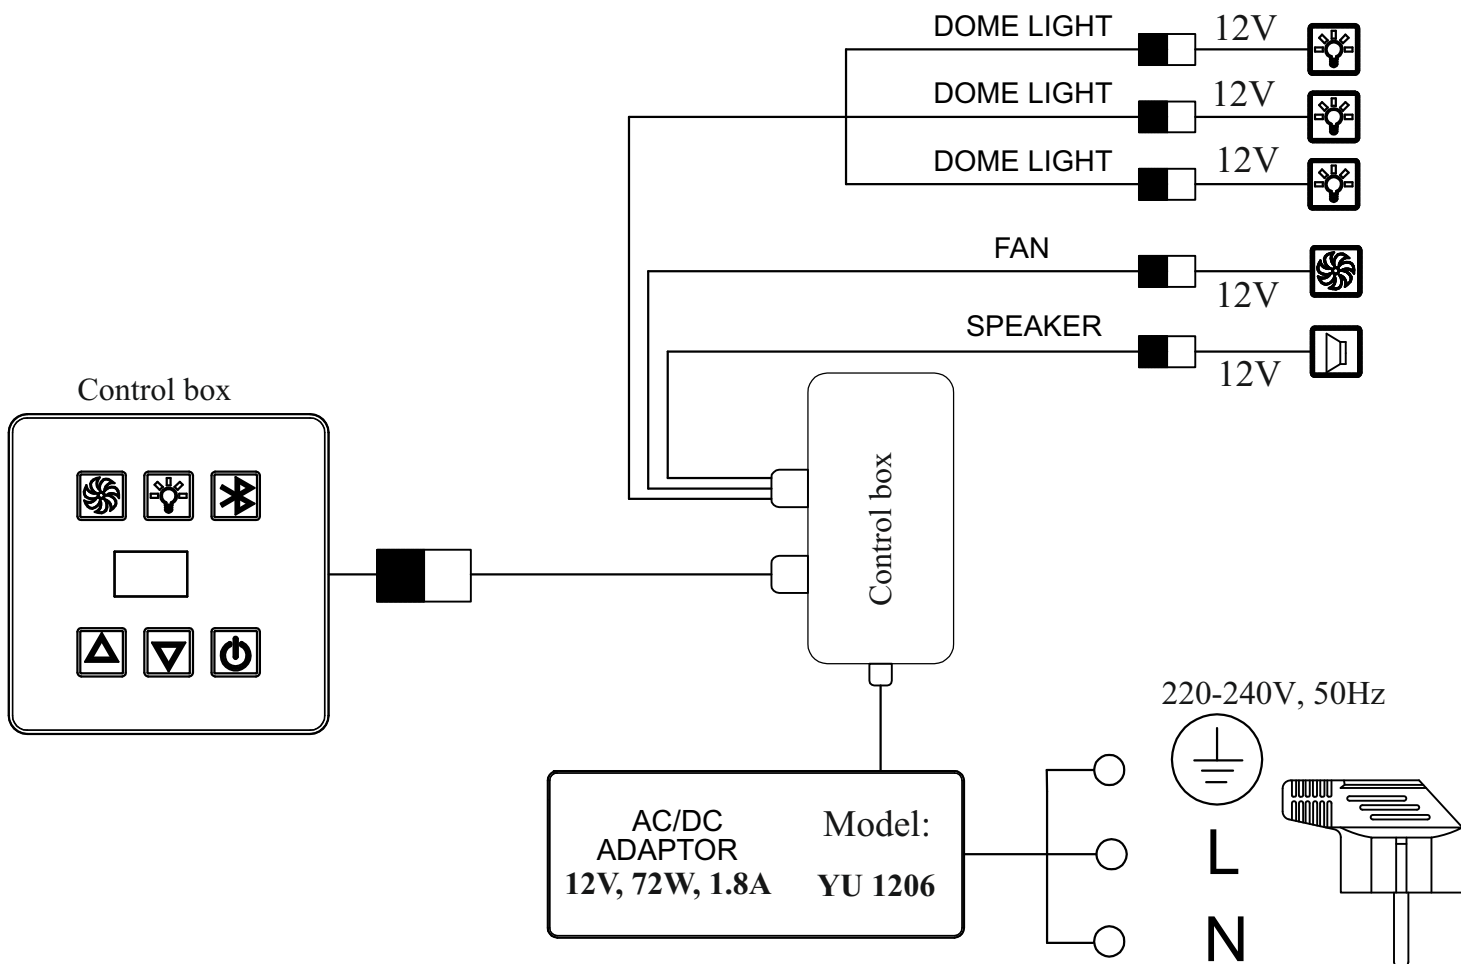 DOME LIGHT
12V
DOME LIGHT
12V
DOME LIGHT
12V
FAN
12V
SPEAKER
12V
Control box
Control box
220-240V, 50Hz
AC/DC
ADAPTOR
12V, 72W, 1.8A
Model:
YU 1206
L
N